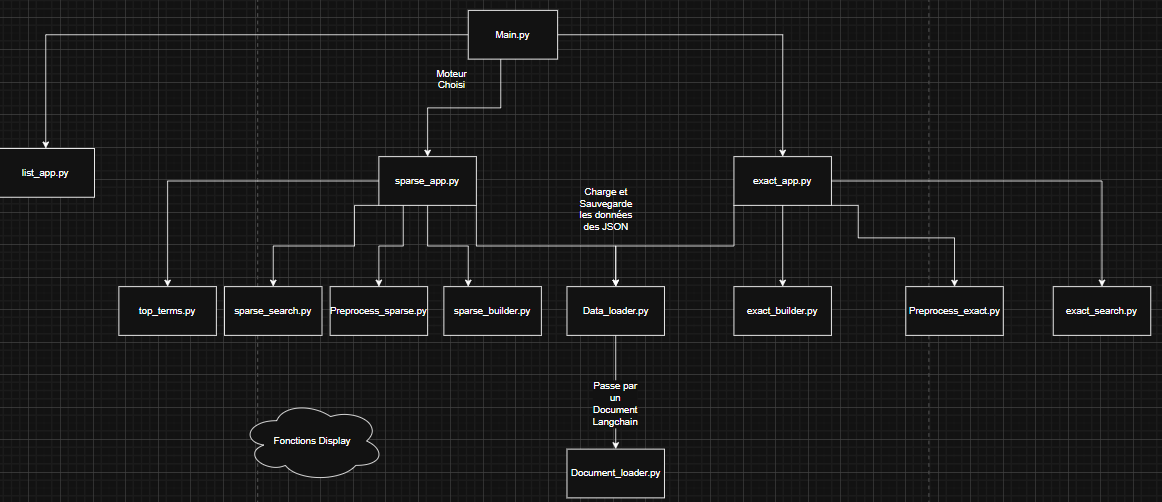 Main.py
Moteur
Choisi
list_app.py
sparse_app.py
exact_app.py
Charge et
Sauvegarde
les données
des JSON
top_terms.py
sparse_search.py
Preprocess_sparse.py
sparse_builder.py
Data_loader.py
exact_builder.py
Preprocess_exact.py
exact_search.py
Passe par
un
Document
Langchain
Fonctions Display
Document_loader.py